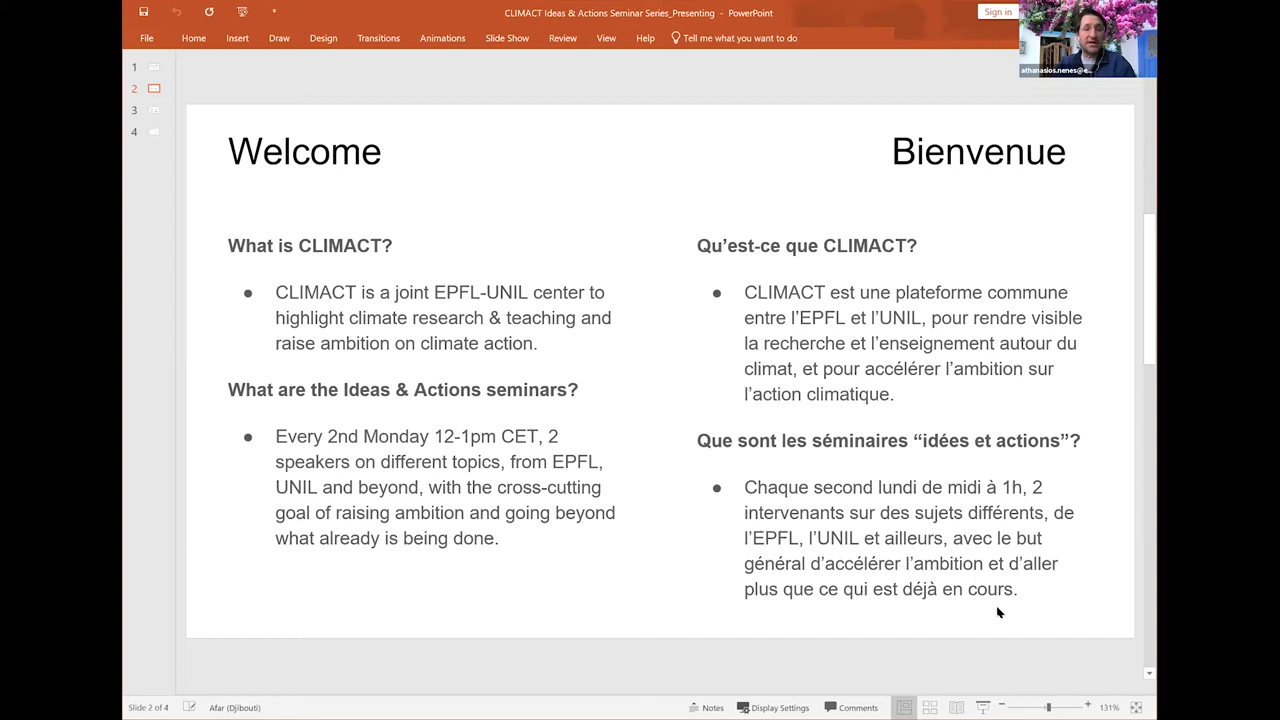 CLIMACT Ideas & Actions Seminar Series_Presenting - PowerPoint
Sign in
File Home Insert Draw Design Transitions Animations Slide Show Review View Help Tell me what you want to do
athanasios.nenes@e...
1
2
3
4
Welcome
What is CLIMACT?
● CLIMACT is a joint EPFL-UNIL center to
highlight climate research & teaching and
raise ambition on climate action.
What are the Ideas & Actions seminars?
● Every 2nd Monday 12-1pm CET, 2
speakers on different topics, from EPFL,
UNIL and beyond, with the cross-cutting
goal of raising ambition and going beyond
what already is being done.
Bienvenue
Qu’est-ce que CLIMACT?
● CLIMACT est une plateforme commune
entre l’EPFL et l’UNIL, pour rendre visible
la recherche et l’enseignement autour du
climat, et pour accélérer l’ambition sur
l’action climatique.
Que sont les séminaires “idées et actions”?
● Chaque second lundi de midi à 1h, 2
intervenants sur des sujets différents, de
l’EPFL, l’UNIL et ailleurs, avec le but
général d’accélérer l’ambition et d’aller
plus que ce qui est déjà en cours.
Slide 2 of 4 Afar (Djibouti) Notes Display Settings Comments 131%